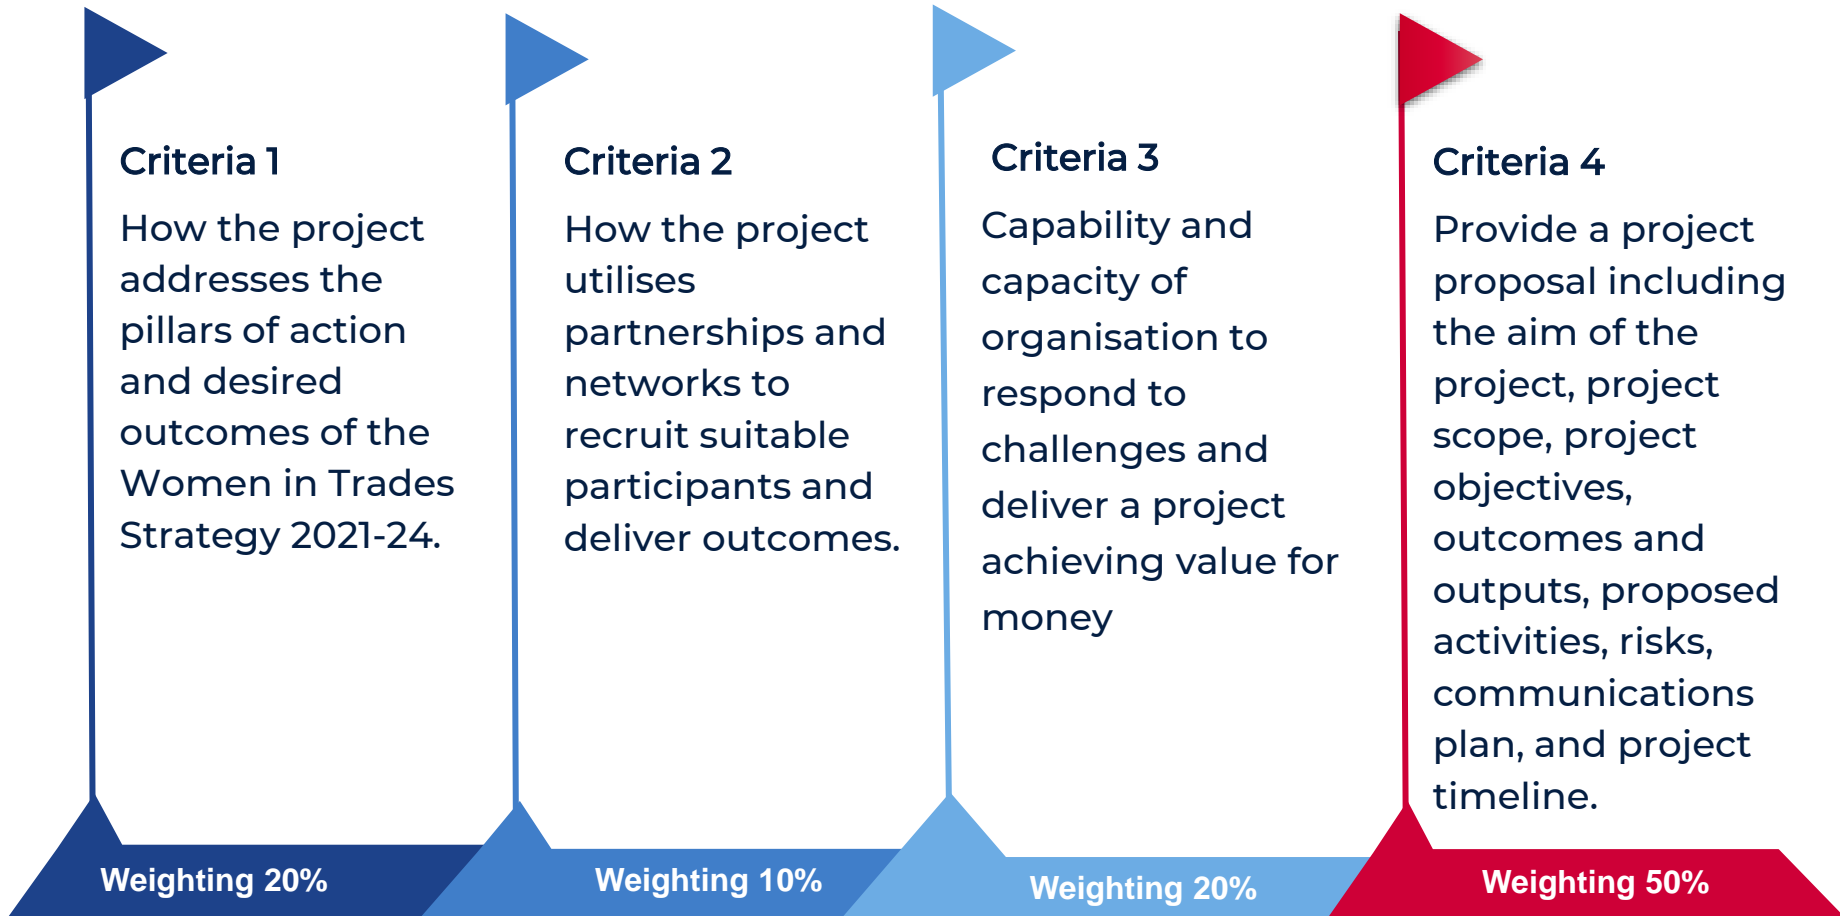 Criteria 1
How the project
addresses the
pillars of action
and desired
outcomes of the
Women in Trades
Strategy 2021-24.
Weighting 20%
Criteria 2
How the project
utilises
partnerships and
networks to
recruit suitable
participants and
deliver outcomes.
Weighting 10%
Criteria 3
Capability and
capacity of
organisation to
respond to
challenges and
deliver a project
achieving value for
money
Weighting 20%
Criteria 4
Provide a project
proposal including
the aim of the
project, project
scope, project
objectives,
outcomes and
outputs, proposed
activities, risks,
communications
plan, and project
timeline.
Weighting 50%